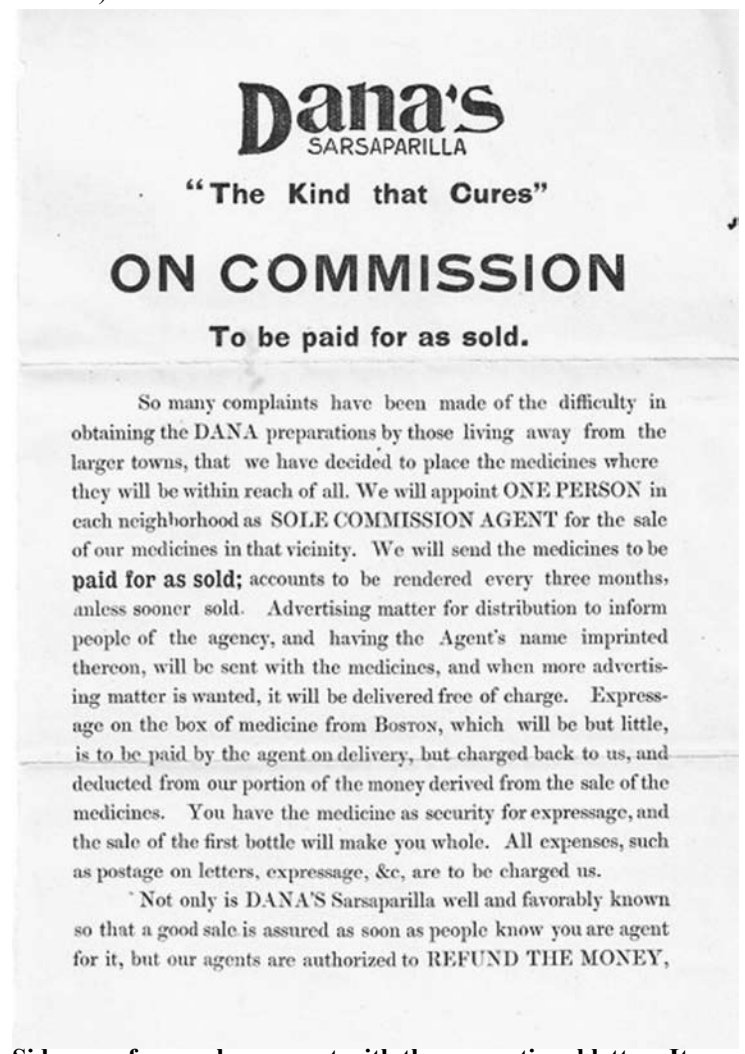 Dana's
SARSAPARILLA
"The Kind that Cures"
ON COMMISSION
To be paid for as sold.
So many complaints have been made of the difficulty in
obtaining the DANA preparations by those living away from the
larger towns, that we have decided to place the medicines where
they will be within reach of all. We will appoint ONE PERSON in
each neighborhood as SOLE COMMISSION AGENT for the sale
of our medicines in that vicinity. We will send the medicines to be
paid for as sold; accounts to be rendered every three months,
unless sooner sold. Advertising matter for distribution to inform
people of the agency, and having the Agent's name imprinted
thereon, will be sent with the medicines, and when more advertis-
ing matter is wanted, it will be delivered free of charge. Express-
age on the box of medicine from BOSTON, which will be but little,
is to be paid by the agent on delivery, but charged back to us, and
deducted from our portion of the money derived from the sale of the
medicines. You have the medicine as security for expressage, and
the sale of the first bottle will make you whole. All expenses, such
as postage on letters, expressage, &c, are to be charged us.
Not only is DANA'S Sarsaparilla well and favorably known
so that a good sale is assured as soon as people know you are agent
for it, but our agents are authorized to REFUND THE MONEY,